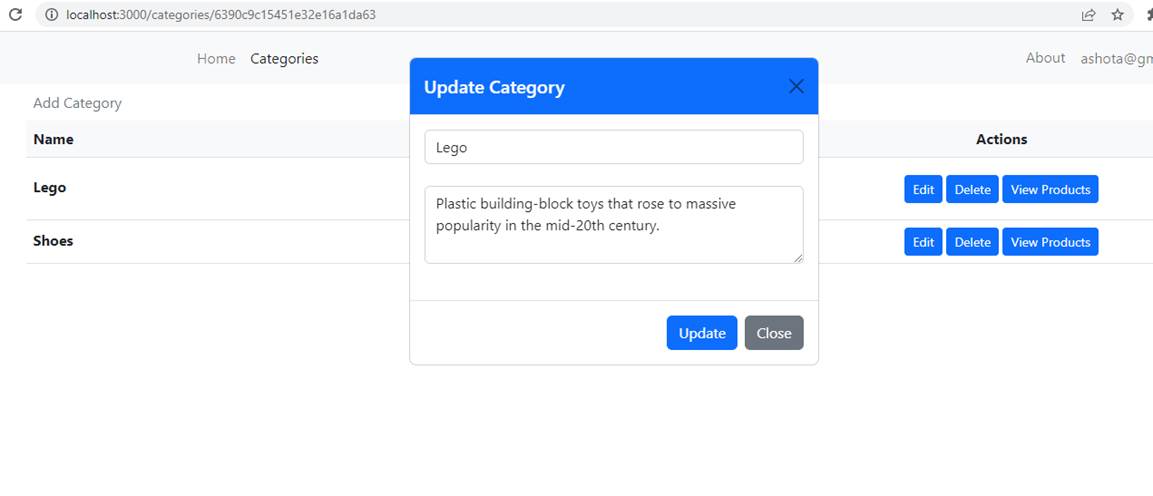 localhost:3000/categories/6390c9c15451e32e16a1da63
Home Categories About ashota@gm
Add Category
Name Actions
Lego Edit Delete View Products
Shoes Edit Delete View Products
Update Category
Lego
Plastic building-block toys that rose to massive
popularity in the mid-20th century.
Update Close